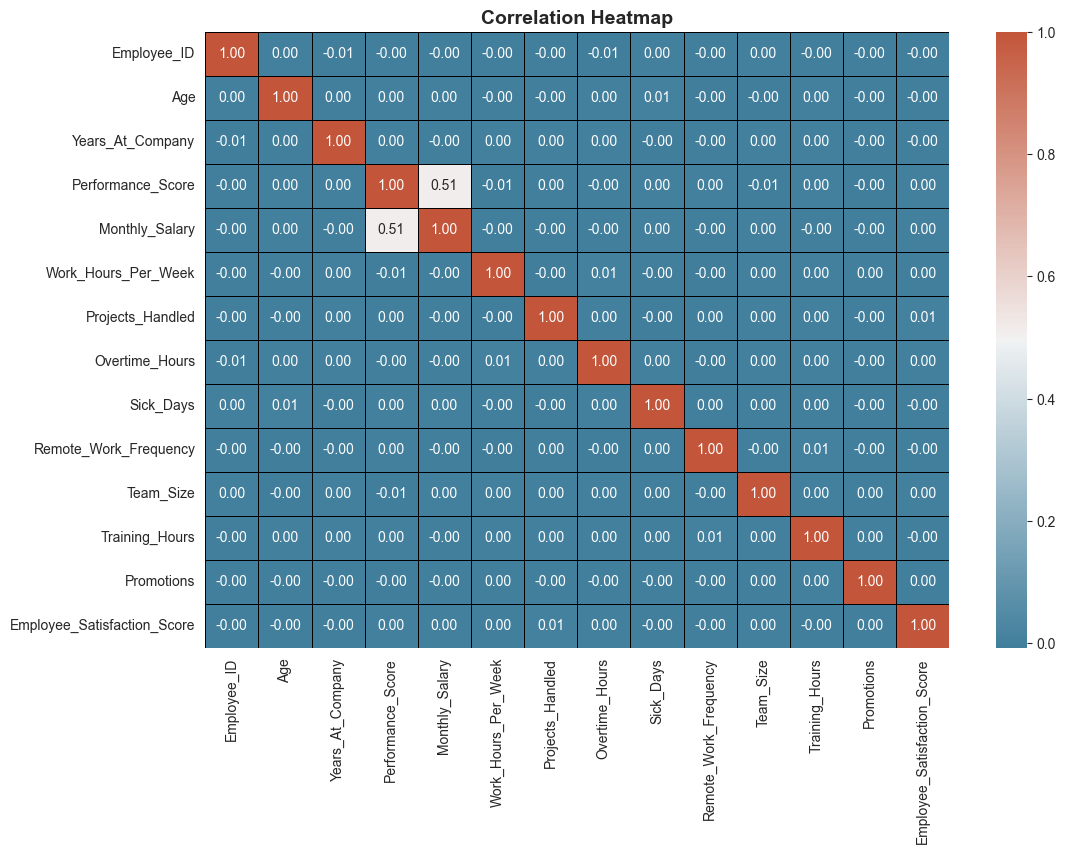 Correlation Heatmap
Employee_ID 1.00 0.00 -0.01 -0.00 -0.00 -0.00 -0.00 -0.01 0.00 -0.00 0.00 -0.00 -0.00 -0.00
Age 0.00 1.00 0.00 0.00 0.00 -0.00 -0.00 0.00 0.01 -0.00 -0.00 0.00 -0.00 -0.00
Years_At_Company -0.01 0.00 1.00 0.00 -0.00 0.00 0.00 0.00 -0.00 -0.00 0.00 0.00 -0.00 -0.00
Performance_Score -0.00 0.00 0.00 1.00 0.51 -0.01 0.00 -0.00 0.00 0.00 -0.01 0.00 -0.00 0.00
Monthly_Salary -0.00 0.00 -0.00 0.51 1.00 -0.00 0.00 -0.00 0.00 -0.00 -0.00 -0.00 -0.00 0.00
Work_Hours_Per_Week -0.00 -0.00 0.00 -0.01 -0.00 1.00 -0.00 0.01 -0.00 -0.00 0.00 0.00 0.00 0.00
Projects_Handled -0.00 -0.00 0.00 0.00 0.00 -0.00 1.00 0.00 -0.00 0.00 0.00 0.00 -0.00 0.01
Overtime_Hours -0.01 0.00 0.00 -0.00 -0.00 0.01 0.00 1.00 0.00 -0.00 0.00 0.00 -0.00 0.00
Sick_Days 0.00 0.01 -0.00 0.00 0.00 -0.00 -0.00 0.00 1.00 0.00 0.00 0.00 -0.00 -0.00
Remote_Work_Frequency -0.00 -0.00 -0.00 0.00 -0.00 -0.00 0.00 -0.00 0.00 1.00 -0.00 0.01 -0.00 -0.00
Team_Size 0.00 -0.00 0.00 -0.01 -0.00 0.00 0.00 0.00 0.00 -0.00 1.00 0.00 0.00 0.00
Training_Hours -0.00 0.00 0.00 0.00 -0.00 0.00 0.00 0.00 0.00 0.01 0.00 1.00 0.00 -0.00
Promotions -0.00 -0.00 -0.00 -0.00 -0.00 0.00 -0.00 -0.00 -0.00 -0.00 0.00 0.00 1.00 0.00
Employee_Satisfaction_Score -0.00 -0.00 -0.00 0.00 0.00 0.00 0.01 0.00 -0.00 -0.00 0.00 -0.00 0.00 1.00
Employee_ID
Age
Years_At_Company
Performance_Score
Monthly_Salary
Work_Hours_Per_Week
Projects_Handled
Overtime_Hours
Sick_Days
Remote_Work_Frequency
Team_Size
Training_Hours
Promotions
Employee_Satisfaction_Score
1.0
0.8
0.6
0.4
0.2
0.0